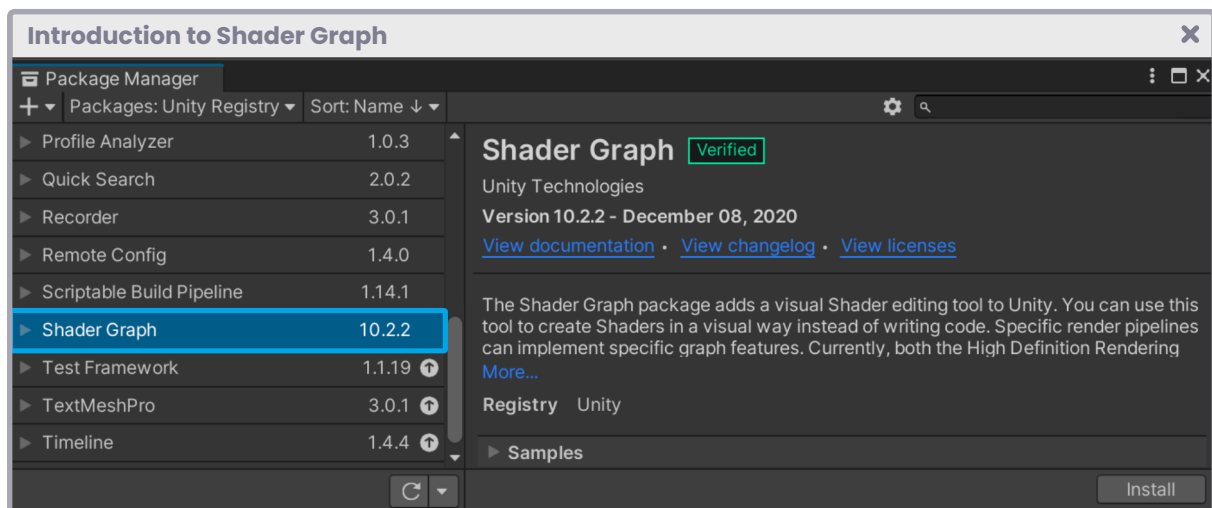 Introduction to Shader Graph
Package Manager
Packages: Unity Registry Sort: Name ↓
Profile Analyzer 1.0.3
Quick Search 2.0.2
Recorder 3.0.1
Remote Config 1.4.0
Scriptable Build Pipeline 1.14.1
Shader Graph 10.2.2
Test Framework 1.1.19
TextMeshPro 3.0.1
Timeline 1.4.4
Shader Graph Verified
Unity Technologies
Version 10.2.2 - December 08, 2020
View documentation • View changelog • View licenses
The Shader Graph package adds a visual Shader editing tool to Unity. You can use this
tool to create Shaders in a visual way instead of writing code. Specific render pipelines
can implement specific graph features. Currently, both the High Definition Rendering
More...
Registry Unity
Samples
Install